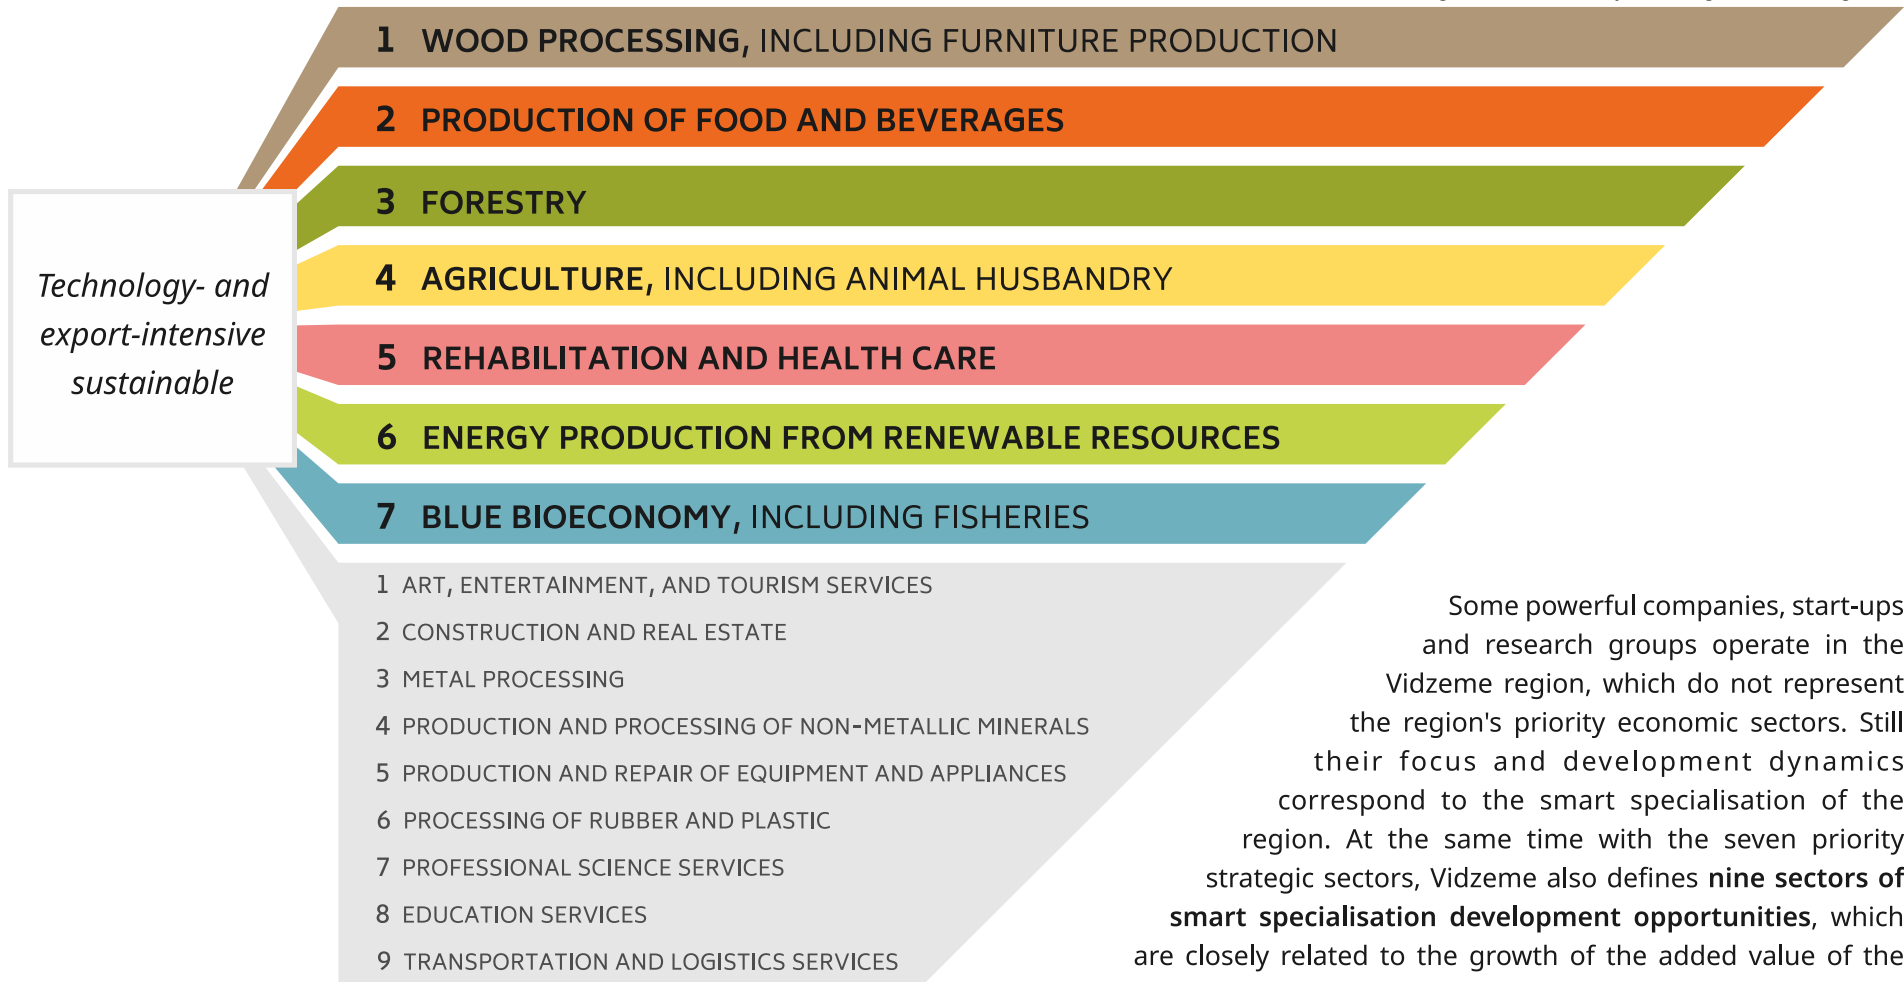 1 WOOD PROCESSING, INCLUDING FURNITURE PRODUCTION
2 PRODUCTION OF FOOD AND BEVERAGES
3 FORESTRY
4 AGRICULTURE, INCLUDING ANIMAL HUSBANDRY
5 REHABILITATION AND HEALTH CARE
6 ENERGY PRODUCTION FROM RENEWABLE RESOURCES
7 BLUE BIOECONOMY, INCLUDING FISHERIES
Technology- and
export-intensive
sustainable
1 ART, ENTERTAINMENT, AND TOURISM SERVICES
2 CONSTRUCTION AND REAL ESTATE
3 METAL PROCESSING
4 PRODUCTION AND PROCESSING OF NON-METALLIC MINERALS
5 PRODUCTION AND REPAIR OF EQUIPMENT AND APPLIANCES
6 PROCESSING OF RUBBER AND PLASTIC
7 PROFESSIONAL SCIENCE SERVICES
8 EDUCATION SERVICES
9 TRANSPORTATION AND LOGISTICS SERVICES
Some powerful companies, start-ups
and research groups operate in the
Vidzeme region, which do not represent
the region's priority economic sectors. Still
their focus and development dynamics
correspond to the smart specialisation of the
region. At the same time with the seven priority
strategic sectors, Vidzeme also defines nine sectors of
smart specialisation development opportunities, which
are closely related to the growth of the added value of the